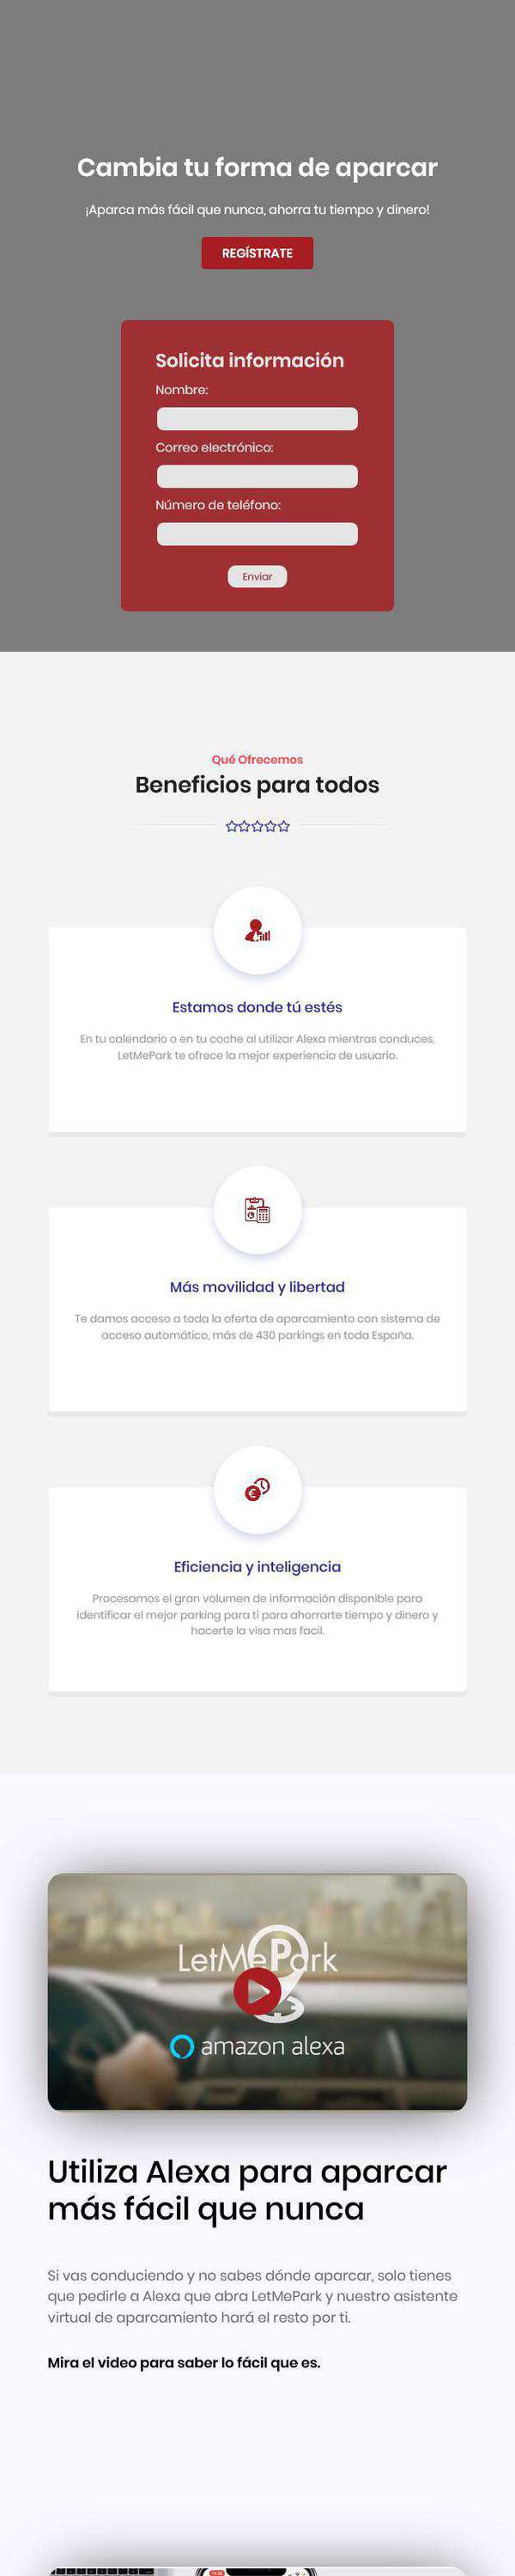 Cambia tu forma de aparcar
¡Aparca más fácil que nunca, ahorra tu tiempo y dinero!
REGÍSTRATE
Solicita información
Nombre:
Correo electrónico:
Número de teléfono:
Enviar
Qué Ofrecemos
Beneficios para todos
Estamos donde tú estés
En tu calendario o en tu coche al utilizar Alexa mientras conduces,
LetMePark te ofrece la mejor experiencia de usuario.
Más movilidad y libertad
Te damos acceso a toda la oferta de aparcamiento con sistema de
acceso automático, más de 430 parkings en toda España.
Eficiencia y inteligencia
Procesamos el gran volumen de información disponible para
identificar el mejor parking para ti para ahorrarte tiempo y dinero y
hacerte la visa mas facil.
LetMePark
amazon alexa
Utiliza Alexa para aparcar
más fácil que nunca
Si vas conduciendo y no sabes dónde aparcar, solo tienes
que pedirle a Alexa que abra LetMePark y nuestro asistente
virtual de aparcamiento hará el resto por ti.
Mira el video para saber lo fácil que es.